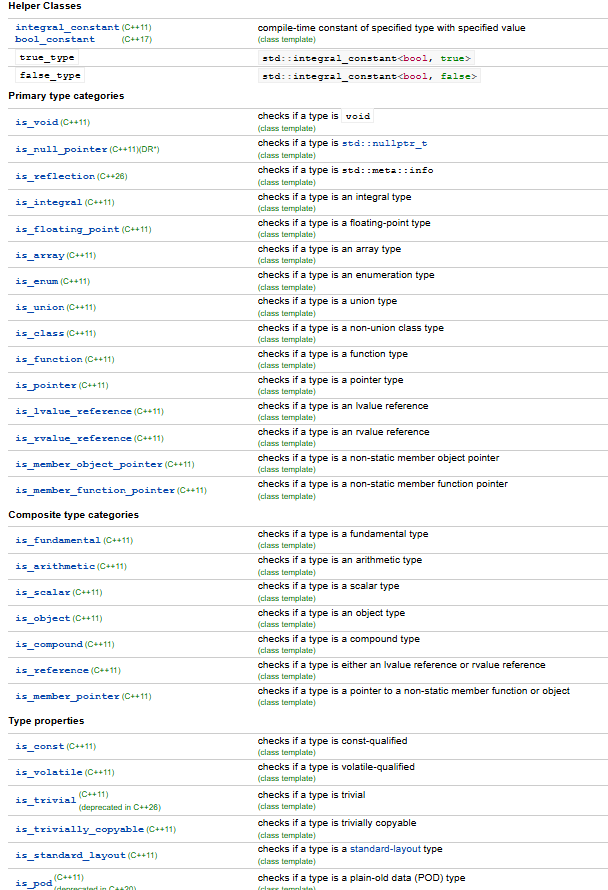 Helper Classes
integral_constant (C++11)
bool_constant (C++17)
compile-time constant of specified type with specified value
(class template)
true_type
std::integral_constant<bool, true>
false_type
std::integral_constant<bool, false>
Primary type categories
is_void (C++11)
checks if a type is void
(class template)
is_null_pointer (C++11)(DR*)
checks if a type is std::nullptr_t
(class template)
is_reflection (C++26)
checks if a type is std::meta::info
(class template)
is_integral (C++11)
checks if a type is an integral type
(class template)
is_floating_point (C++11)
checks if a type is a floating-point type
(class template)
is_array (C++11)
checks if a type is an array type
(class template)
is_enum (C++11)
checks if a type is an enumeration type
(class template)
is_union (C++11)
checks if a type is a union type
(class template)
is_class (C++11)
checks if a type is a non-union class type
(class template)
is_function (C++11)
checks if a type is a function type
(class template)
is_pointer (C++11)
checks if a type is a pointer type
(class template)
is_lvalue_reference (C++11)
checks if a type is an lvalue reference
(class template)
is_rvalue_reference (C++11)
checks if a type is an rvalue reference
(class template)
is_member_object_pointer (C++11)
checks if a type is a non-static member object pointer
(class template)
is_member_function_pointer (C++11)
checks if a type is a non-static member function pointer
(class template)
Composite type categories
is_fundamental (C++11)
checks if a type is a fundamental type
(class template)
is_arithmetic (C++11)
checks if a type is an arithmetic type
(class template)
is_scalar (C++11)
checks if a type is a scalar type
(class template)
is_object (C++11)
checks if a type is an object type
(class template)
is_compound (C++11)
checks if a type is a compound type
(class template)
is_reference (C++11)
checks if a type is either an lvalue reference or rvalue reference
(class template)
is_member_pointer (C++11)
checks if a type is a pointer to a non-static member function or object
(class template)
Type properties
is_const (C++11)
checks if a type is const-qualified
(class template)
is_volatile (C++11)
checks if a type is volatile-qualified
(class template)
is_trivial (C++11)
(deprecated in C++26)
checks if a type is trivial
(class template)
is_trivially_copyable (C++11)
checks if a type is trivially copyable
(class template)
is_standard_layout (C++11)
checks if a type is a standard-layout type
(class template)
is_pod (C++11)
(deprecated in C++20)
checks if a type is a plain-old data (POD) type
(class template)